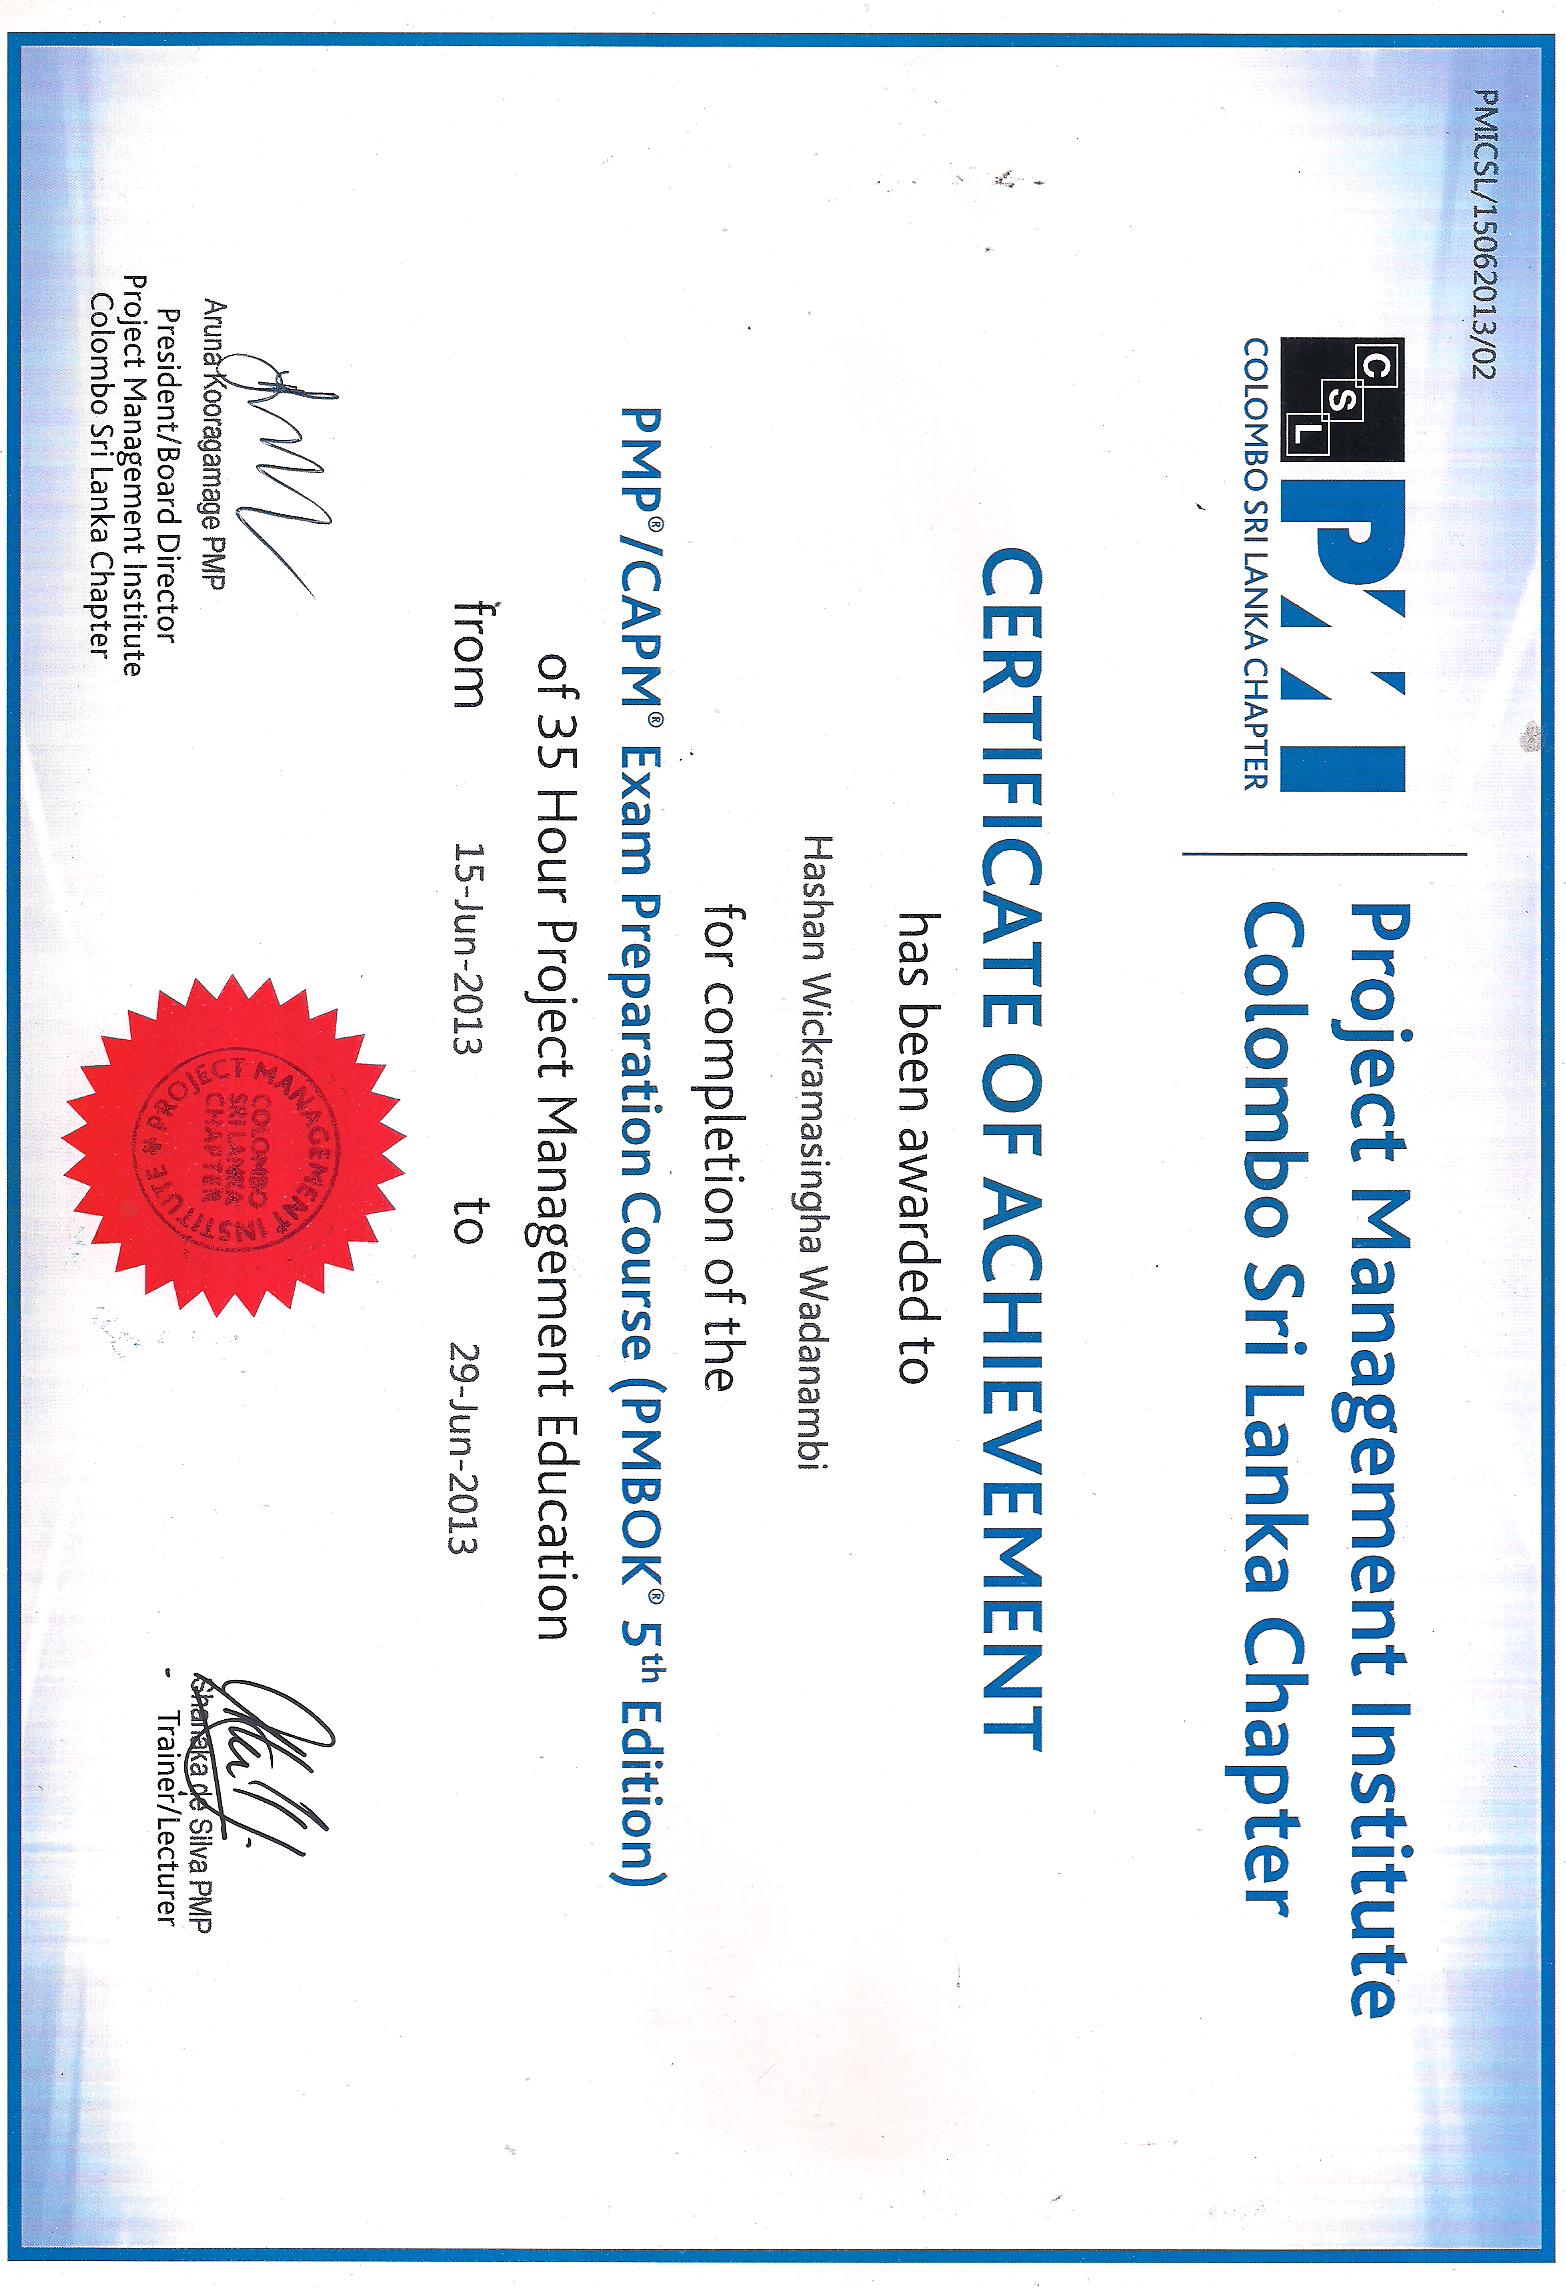 PMICSL/15062013/02
CSL PMI
COLOMBO SRI LANKA CHAPTER
Project Management Institute
Colombo Sri Lanka Chapter
CERTIFICATE OF ACHIEVEMENT
has been awarded to
Hashan Wickramasingha Wadanambi
for completion of the
PMP®/CAPM® Exam Preparation Course (PMBOK® 5th Edition)
of 35 Hour Project Management Education
from 15-Jun-2013 to 29-Jun-2013
PROJECT MANAGEMENT INSTITUTE
COLOMBO
SRI LANKA
CHAPTER
Aruna Kooragamage PMP
President/Board Director
Project Management Institute
Colombo Sri Lanka Chapter
Shanaka de Silva PMP
Trainer/Lecturer